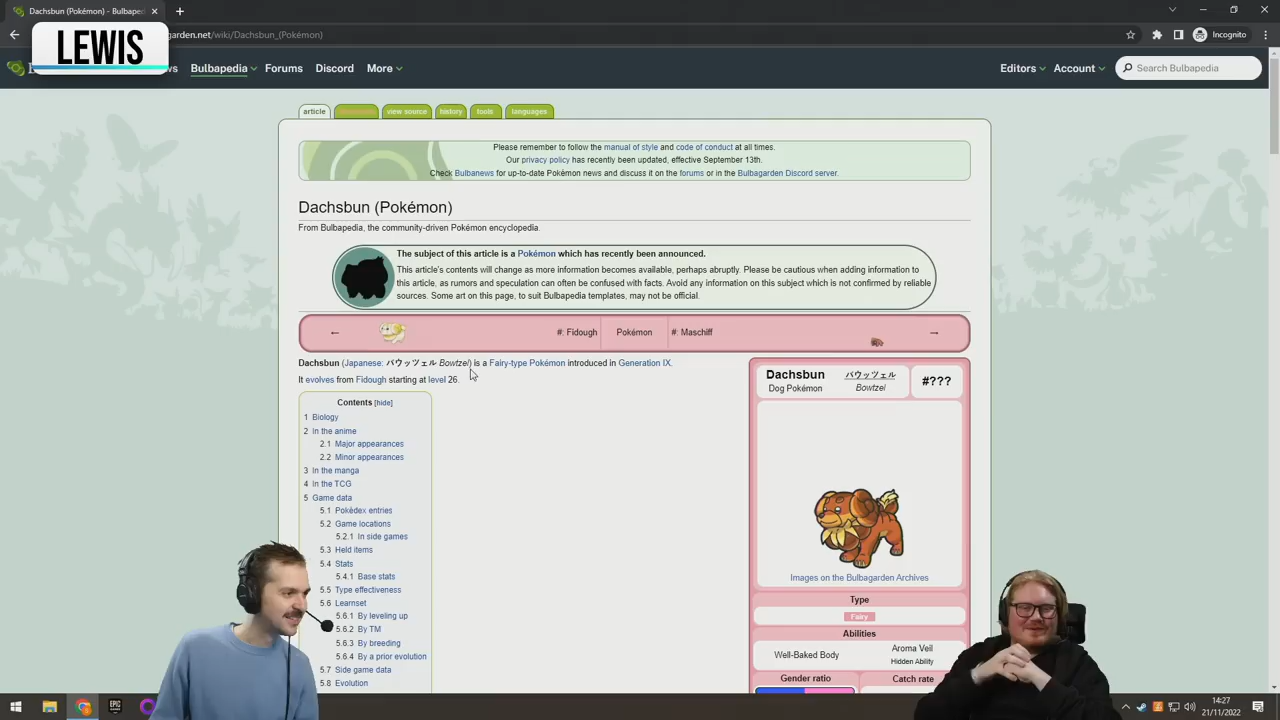 Dachsbun (Pokémon) - Bulbaped
LEWIS
garden.net/wiki/Dachsbun_(Pokémon)
Incognito
ws
Bulbapedia
Forums
Discord
More
Editors
Account
Search Bulbapedia
article
view source
history
tools
languages
Please remember to follow the manual of style and code of conduct at all times.
Our privacy policy has recently been updated, effective September 13th.
Check Bulbanews for up-to-date Pokémon news and discuss it on the forums or in the Bulbagarden Discord server.
Dachsbun (Pokémon)
From Bulbapedia, the community-driven Pokémon encyclopedia.
The subject of this article is a Pokémon which has recently been announced.
This article's contents will change as more information becomes available, perhaps abruptly. Please be cautious when adding information to
this article, as rumors and speculation can often be confused with facts. Avoid any information on this subject which is not confirmed by reliable
sources. Some art on this page, to suit Bulbapedia templates, may not be official.
← #: Fidough Pokémon #: Maschiff →
Dachsbun (Japanese: バウッツェル Bowtzel) is a Fairy-type Pokémon introduced in Generation IX.
It evolves from Fidough starting at level 26.
Contents [hide]
1 Biology
2 In the anime
2.1 Major appearances
2.2 Minor appearances
3 In the manga
4 In the TCG
5 Game data
5.1 Pokédex entries
5.2 Game locations
5.2.1 In side games
5.3 Held items
5.4 Stats
5.4.1 Base stats
5.5 Type effectiveness
5.6 Learnset
5.6.1 By leveling up
5.6.2 By TM
5.6.3 By breeding
5.6.4 By a prior evolution
5.7 Side game data
5.8 Evolution
Dachsbun
Dog Pokémon
バウッツェル
Bowtzel
#???
Images on the Bulbagarden Archives
Type
Fairy
Abilities
Well-Baked Body
Aroma Veil
Hidden Ability
Gender ratio
Catch rate
EPIC
14:27
21/11/2022